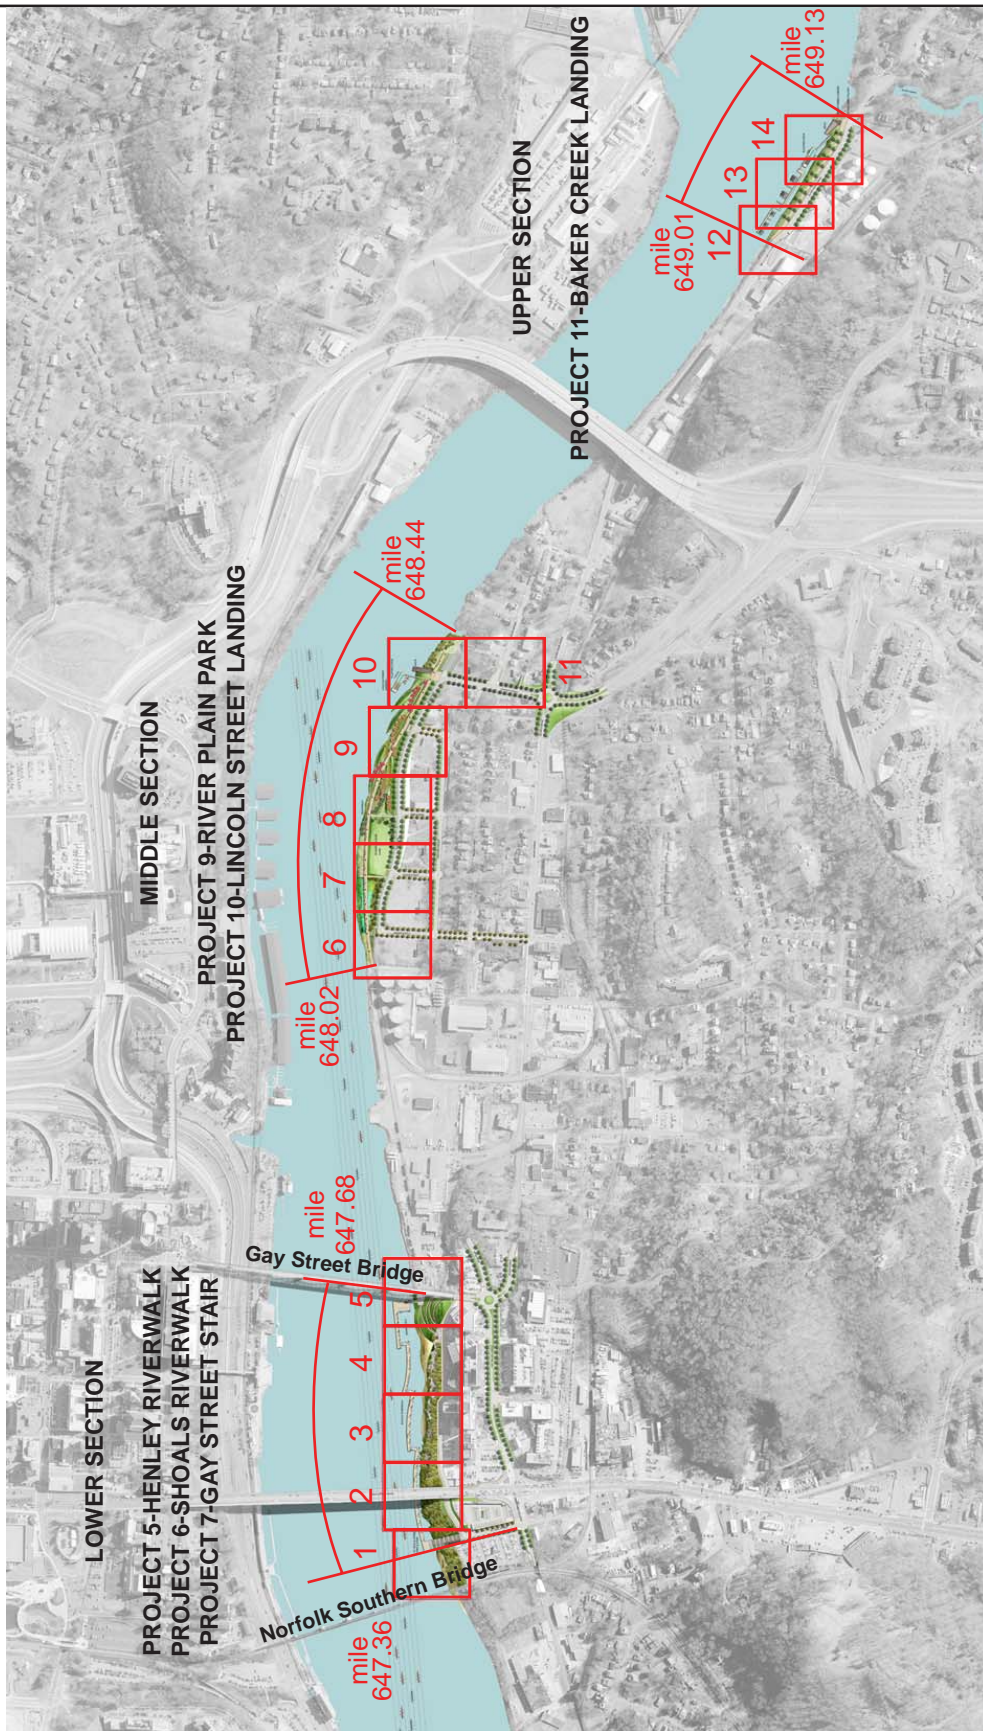 LOWER SECTION
PROJECT 5-HENLEY RIVERWALK
PROJECT 6-SHOALS RIVERWALK
PROJECT 7-GAY STREET STAIR
mile
647.36
Norfolk Southern Bridge
1
2
3
4
5
Gay Street Bridge
mile
647.68
MIDDLE SECTION
PROJECT 9-RIVER PLAIN PARK
PROJECT 10-LINCOLN STREET LANDING
mile
648.02
6
7
8
9
10
11
mile
648.44
UPPER SECTION
PROJECT 11-BAKER CREEK LANDING
mile
649.01
12
13
14
mile
649.13